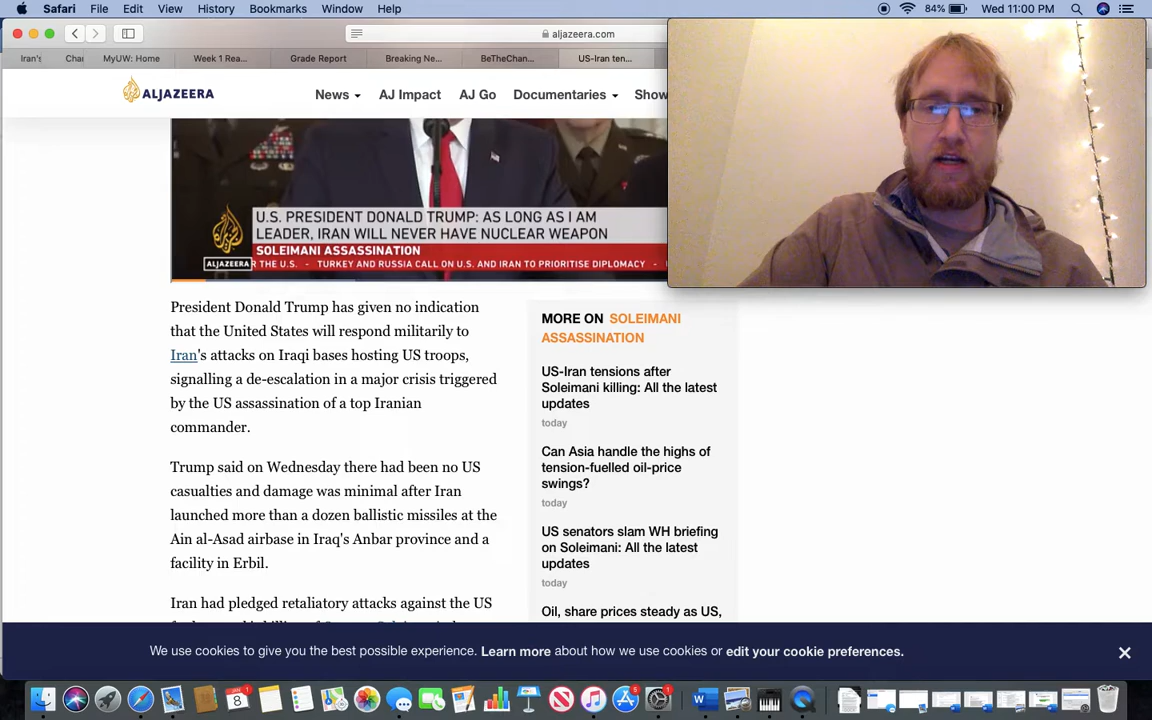 Safari File Edit View History Bookmarks Window Help 84% Wed 11:00 PM
aljazeera.com
Iran's Cha MyUW: Home Week 1 Rea... Grade Report Breaking Ne... BeTheChan... US-Iran ten...
ALJAZEERA News AJ Impact AJ Go Documentaries Show
U.S. PRESIDENT DONALD TRUMP: AS LONG AS I AM
LEADER, IRAN WILL NEVER HAVE NUCLEAR WEAPON
SOLEIMANI ASSASSINATION
ALJAZEERA R THE U.S. - TURKEY AND RUSSIA CALL ON U.S. AND IRAN TO PRIORITISE DIPLOMACY -
President Donald Trump has given no indication
that the United States will respond militarily to
Iran's attacks on Iraqi bases hosting US troops,
signalling a de-escalation in a major crisis triggered
by the US assassination of a top Iranian
commander.
Trump said on Wednesday there had been no US
casualties and damage was minimal after Iran
launched more than a dozen ballistic missiles at the
Ain al-Asad airbase in Iraq's Anbar province and a
facility in Erbil.
Iran had pledged retaliatory attacks against the US
MORE ON SOLEIMANI
ASSASSINATION
US-Iran tensions after
Soleimani killing: All the latest
updates
today
Can Asia handle the highs of
tension-fuelled oil-price
swings?
today
US senators slam WH briefing
on Soleimani: All the latest
updates
today
Oil, share prices steady as US,
We use cookies to give you the best possible experience. Learn more about how we use cookies or edit your cookie preferences.
JAN
8